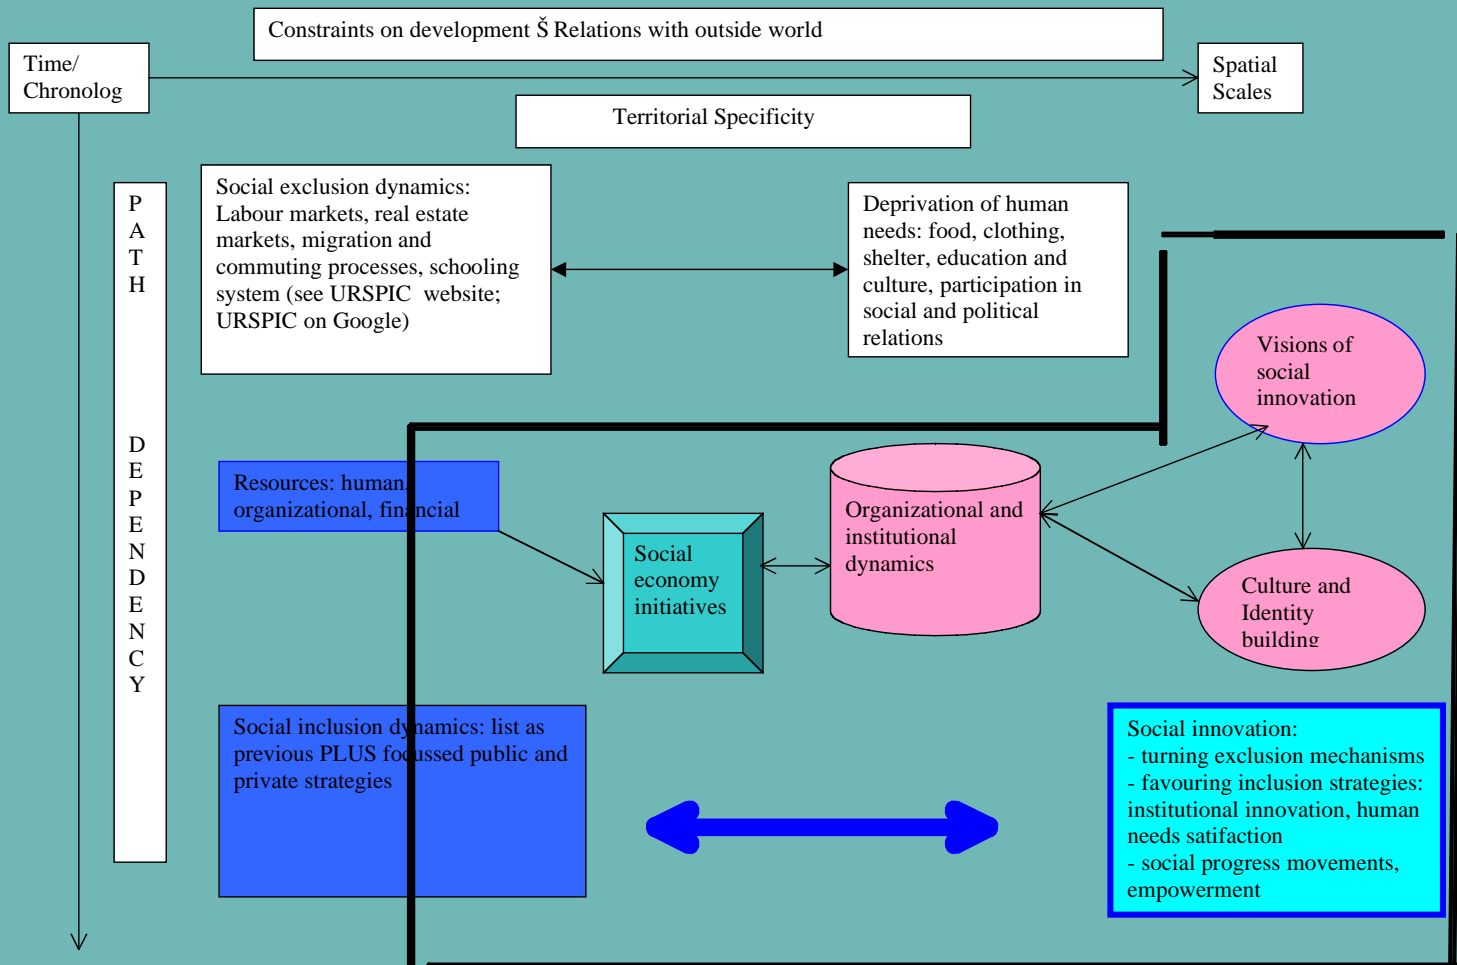 Constraints on development Š Relations with outside world
Time/
Chronolog
Spatial
Scales
Territorial Specificity
P
A
T
H
D
E
P
E
N
D
E
N
C
Y
Social exclusion dynamics:
Labour markets, real estate
markets, migration and
commuting processes, schooling
system (see URSPIC website;
URSPIC on Google)
Deprivation of human
needs: food, clothing,
shelter, education and
culture, participation in
social and political
relations
Visions of
social
innovation
Resources: human,
organizational, financial
Social
economy
initiatives
Organizational and
institutional
dynamics
Culture and
Identity
building
Social inclusion dynamics: list as
previous PLUS focussed public and
private strategies
Social innovation:
- turning exclusion mechanisms
- favouring inclusion strategies:
institutional innovation, human
needs satifaction
- social progress movements,
empowerment